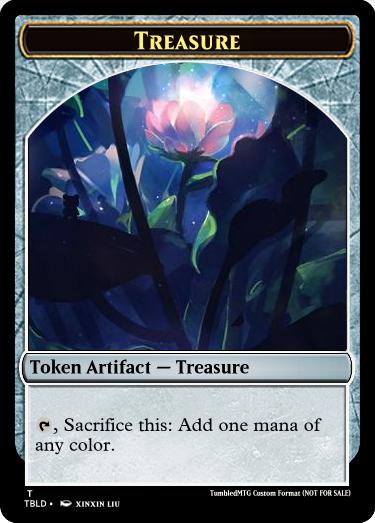 TREASURE
Token Artifact — Treasure
, Sacrifice this: Add one mana of
any color.
T
TBLD • XINXIN LIU
TumbledMTG Custom Format (NOT FOR SALE)